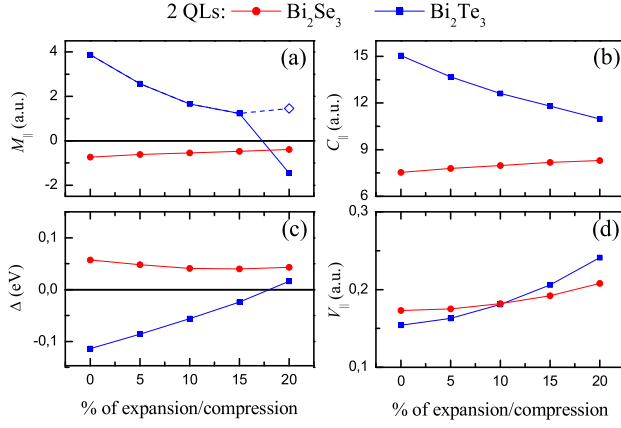 2 QLs: Bi₂Se₃ Bi₂Te₃
(a)
M∥ (a.u.)
4
2
0
-2
(b)
C∥ (a.u.)
15
12
9
6
(c)
Δ (eV)
0,1
0,0
-0,1
0 5 10 15 20
% of expansion/compression
(d)
V∥ (a.u.)
0,3
0,2
0,1
0 5 10 15 20
% of expansion/compression